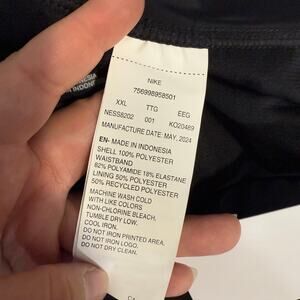 NIKE
756998958501
XXL TTG EEG
NESS8202 001 KO20489
MANUFACTURE DATE: MAY. 2024
EN- MADE IN INDONESIA
SHELL 100% POLYESTER
WAISTBAND
82% POLYAMIDE 18% ELASTANE
LINING 50% POLYESTER
50% RECYCLED POLYESTER
MACHINE WASH COLD
WITH LIKE COLORS
NON-CHLORINE BLEACH,
TUMBLE DRY LOW.
COOL IRON.
DO NOT IRON PRINTED AREA.
DO NOT IRON LOGO.
DO NOT DRY CLEAN.
CA